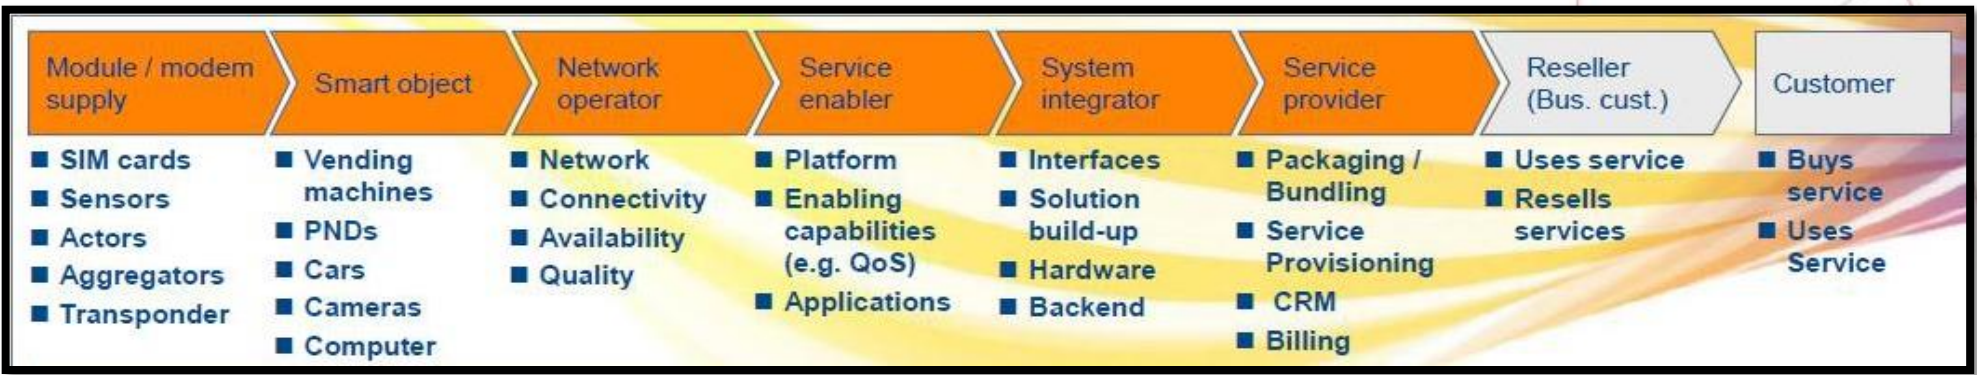 Module / modem
supply
Smart object
Network
operator
Service
enabler
System
integrator
Service
provider
Reseller
(Bus. cust.)
Customer
SIM cards
Sensors
Actors
Aggregators
Transponder
Vending
machines
PNDs
Cars
Cameras
Computer
Network
Connectivity
Availability
Quality
Platform
Enabling
capabilities
(e.g. QoS)
Applications
Interfaces
Solution
build-up
Hardware
Backend
Packaging /
Bundling
Service
Provisioning
CRM
Billing
Uses service
Resells
services
Buys
service
Uses
Service